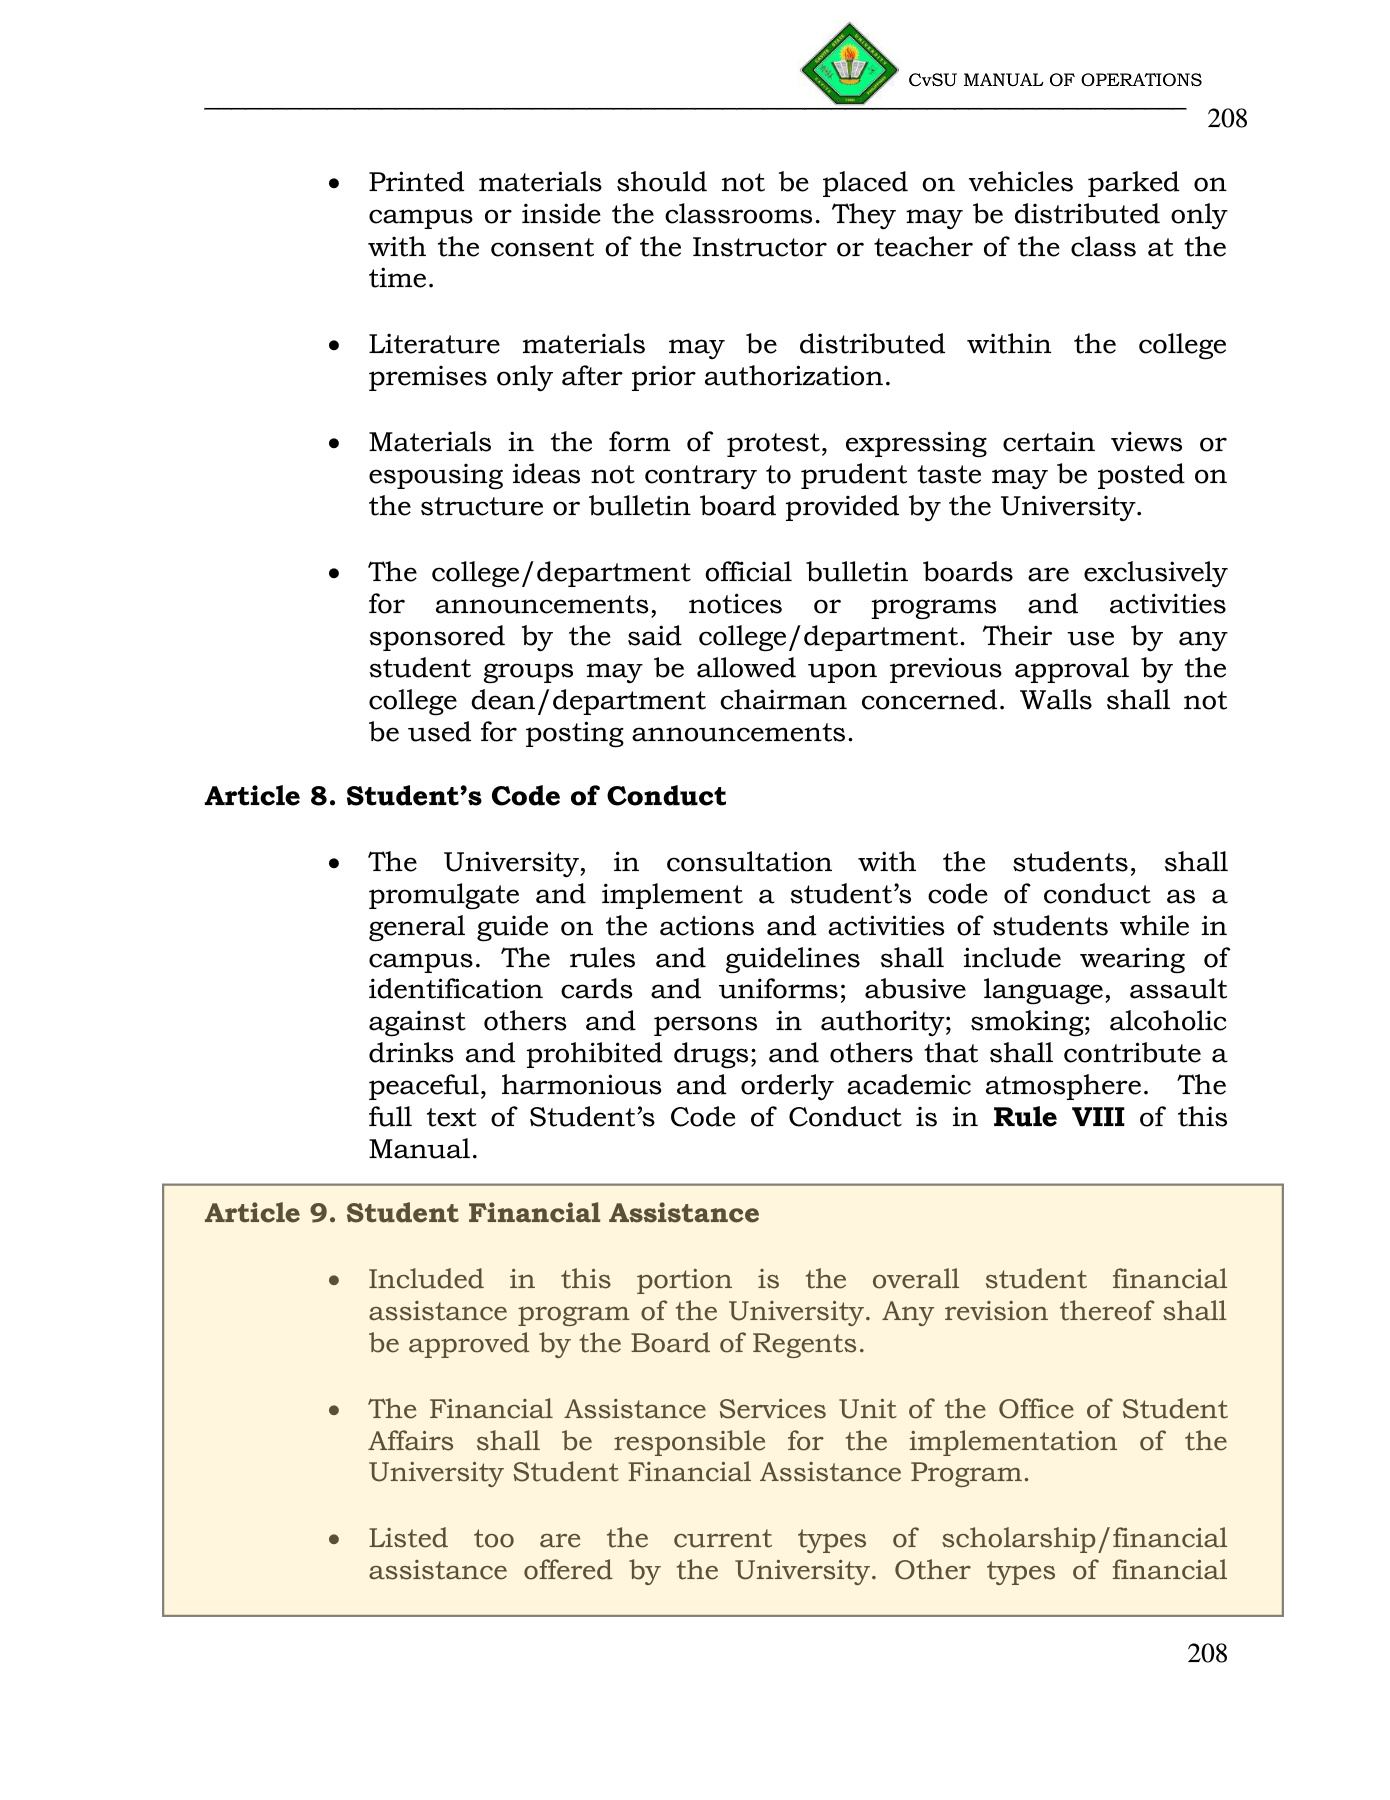 CvSU MANUAL OF OPERATIONS
208
• Printed materials should not be placed on vehicles parked on
campus or inside the classrooms. They may be distributed only
with the consent of the Instructor or teacher of the class at the
time.
• Literature materials may be distributed within the college
premises only after prior authorization.
• Materials in the form of protest, expressing certain views or
espousing ideas not contrary to prudent taste may be posted on
the structure or bulletin board provided by the University.
• The college/department official bulletin boards are exclusively
for announcements, notices or programs and activities
sponsored by the said college/department. Their use by any
student groups may be allowed upon previous approval by the
college dean/department chairman concerned. Walls shall not
be used for posting announcements.
Article 8. Student’s Code of Conduct
• The University, in consultation with the students, shall
promulgate and implement a student’s code of conduct as a
general guide on the actions and activities of students while in
campus. The rules and guidelines shall include wearing of
identification cards and uniforms; abusive language, assault
against others and persons in authority; smoking; alcoholic
drinks and prohibited drugs; and others that shall contribute a
peaceful, harmonious and orderly academic atmosphere. The
full text of Student’s Code of Conduct is in Rule VIII of this
Manual.
Article 9. Student Financial Assistance
• Included in this portion is the overall student financial
assistance program of the University. Any revision thereof shall
be approved by the Board of Regents.
• The Financial Assistance Services Unit of the Office of Student
Affairs shall be responsible for the implementation of the
University Student Financial Assistance Program.
• Listed too are the current types of scholarship/financial
assistance offered by the University. Other types of financial
208